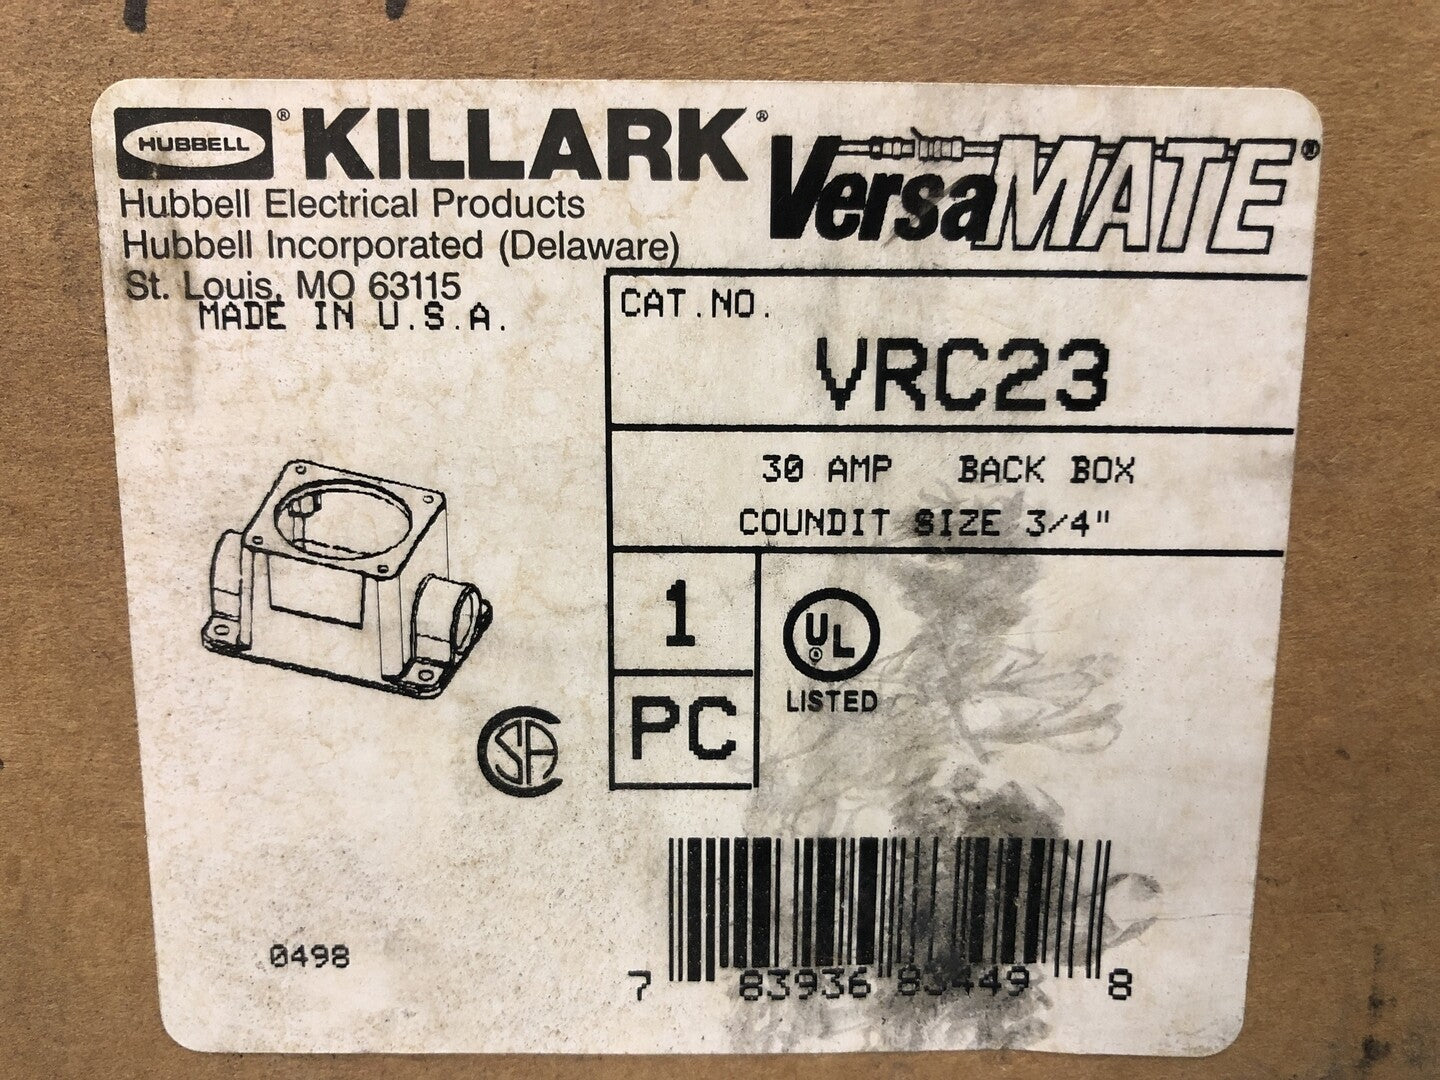 HUBBELL® KILLARK®
VersaMATE®
Hubbell Electrical Products
Hubbell Incorporated (Delaware)
St. Louis, MO 63115
MADE IN U.S.A.
CAT.NO.
VRC23
30 AMP BACK BOX
COUNDIT SIZE 3/4"
1
PC
UL
LISTED
SA
0498
7 83936 83449 8